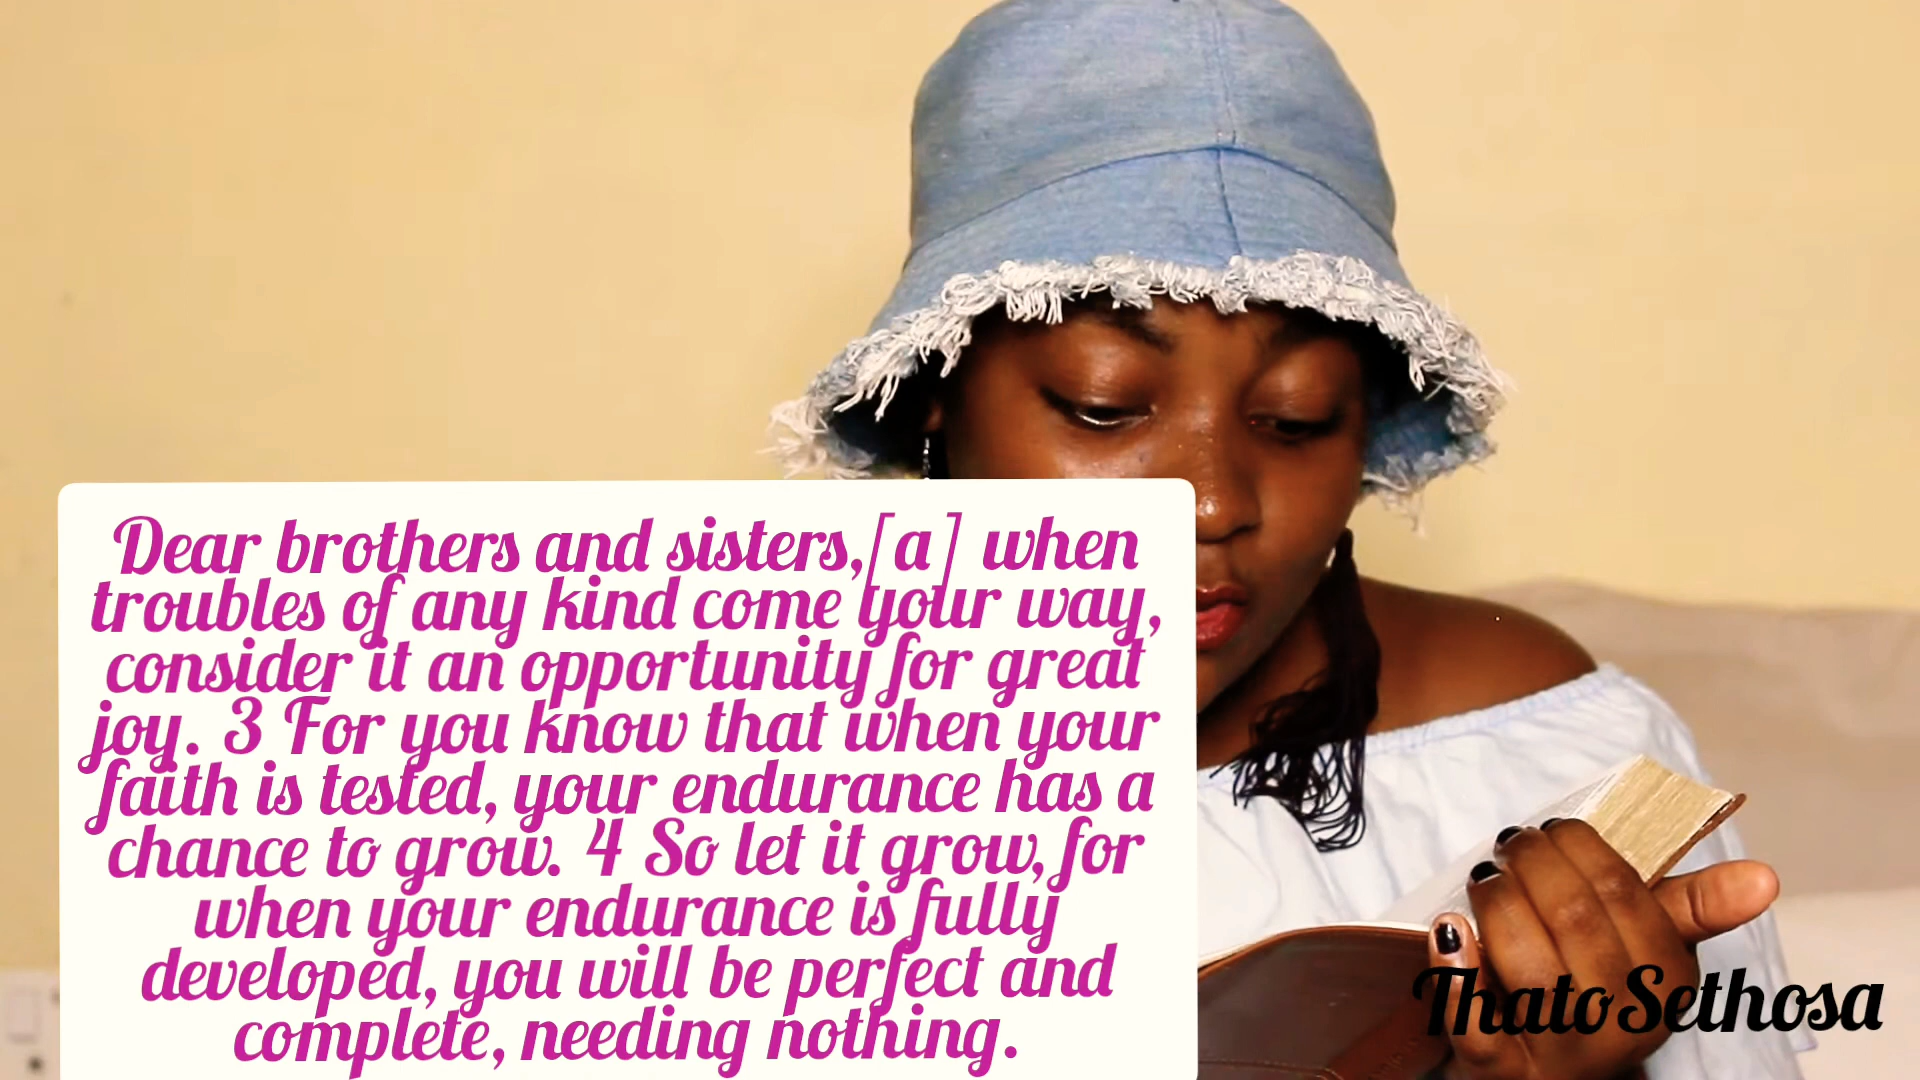 Dear brothers and sisters,[a] when
troubles of any kind come your way,
consider it an opportunity for great
joy. 3 For you know that when your
faith is tested, your endurance has a
chance to grow. 4 So let it grow, for
when your endurance is fully
developed, you will be perfect and
complete, needing nothing.
ThatoSethosa